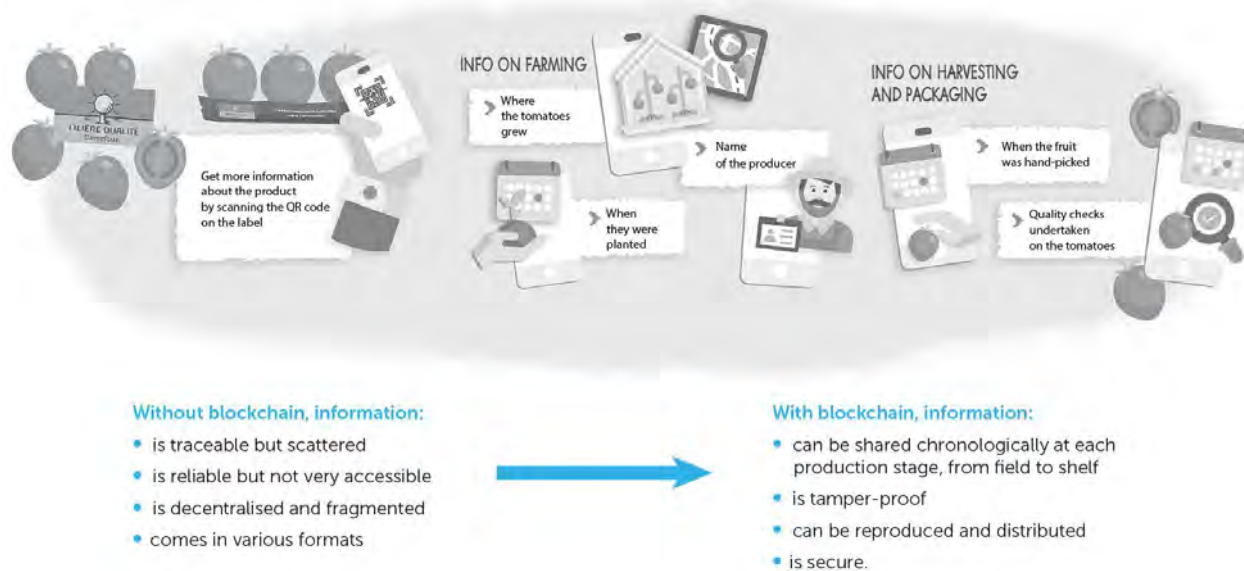 FILIÈRE QUALITÉ
Carrefour
Get more information
about the product
by scanning the QR code
on the label
INFO ON FARMING
Where
the tomatoes
grew
Name
of the producer
When
they were
planted
INFO ON HARVESTING
AND PACKAGING
When the fruit
was hand-picked
Quality checks
undertaken
on the tomatoes
Without blockchain, information:
• is traceable but scattered
• is reliable but not very accessible
• is decentralised and fragmented
• comes in various formats
With blockchain, information:
• can be shared chronologically at each
production stage, from field to shelf
• is tamper-proof
• can be reproduced and distributed
• is secure.